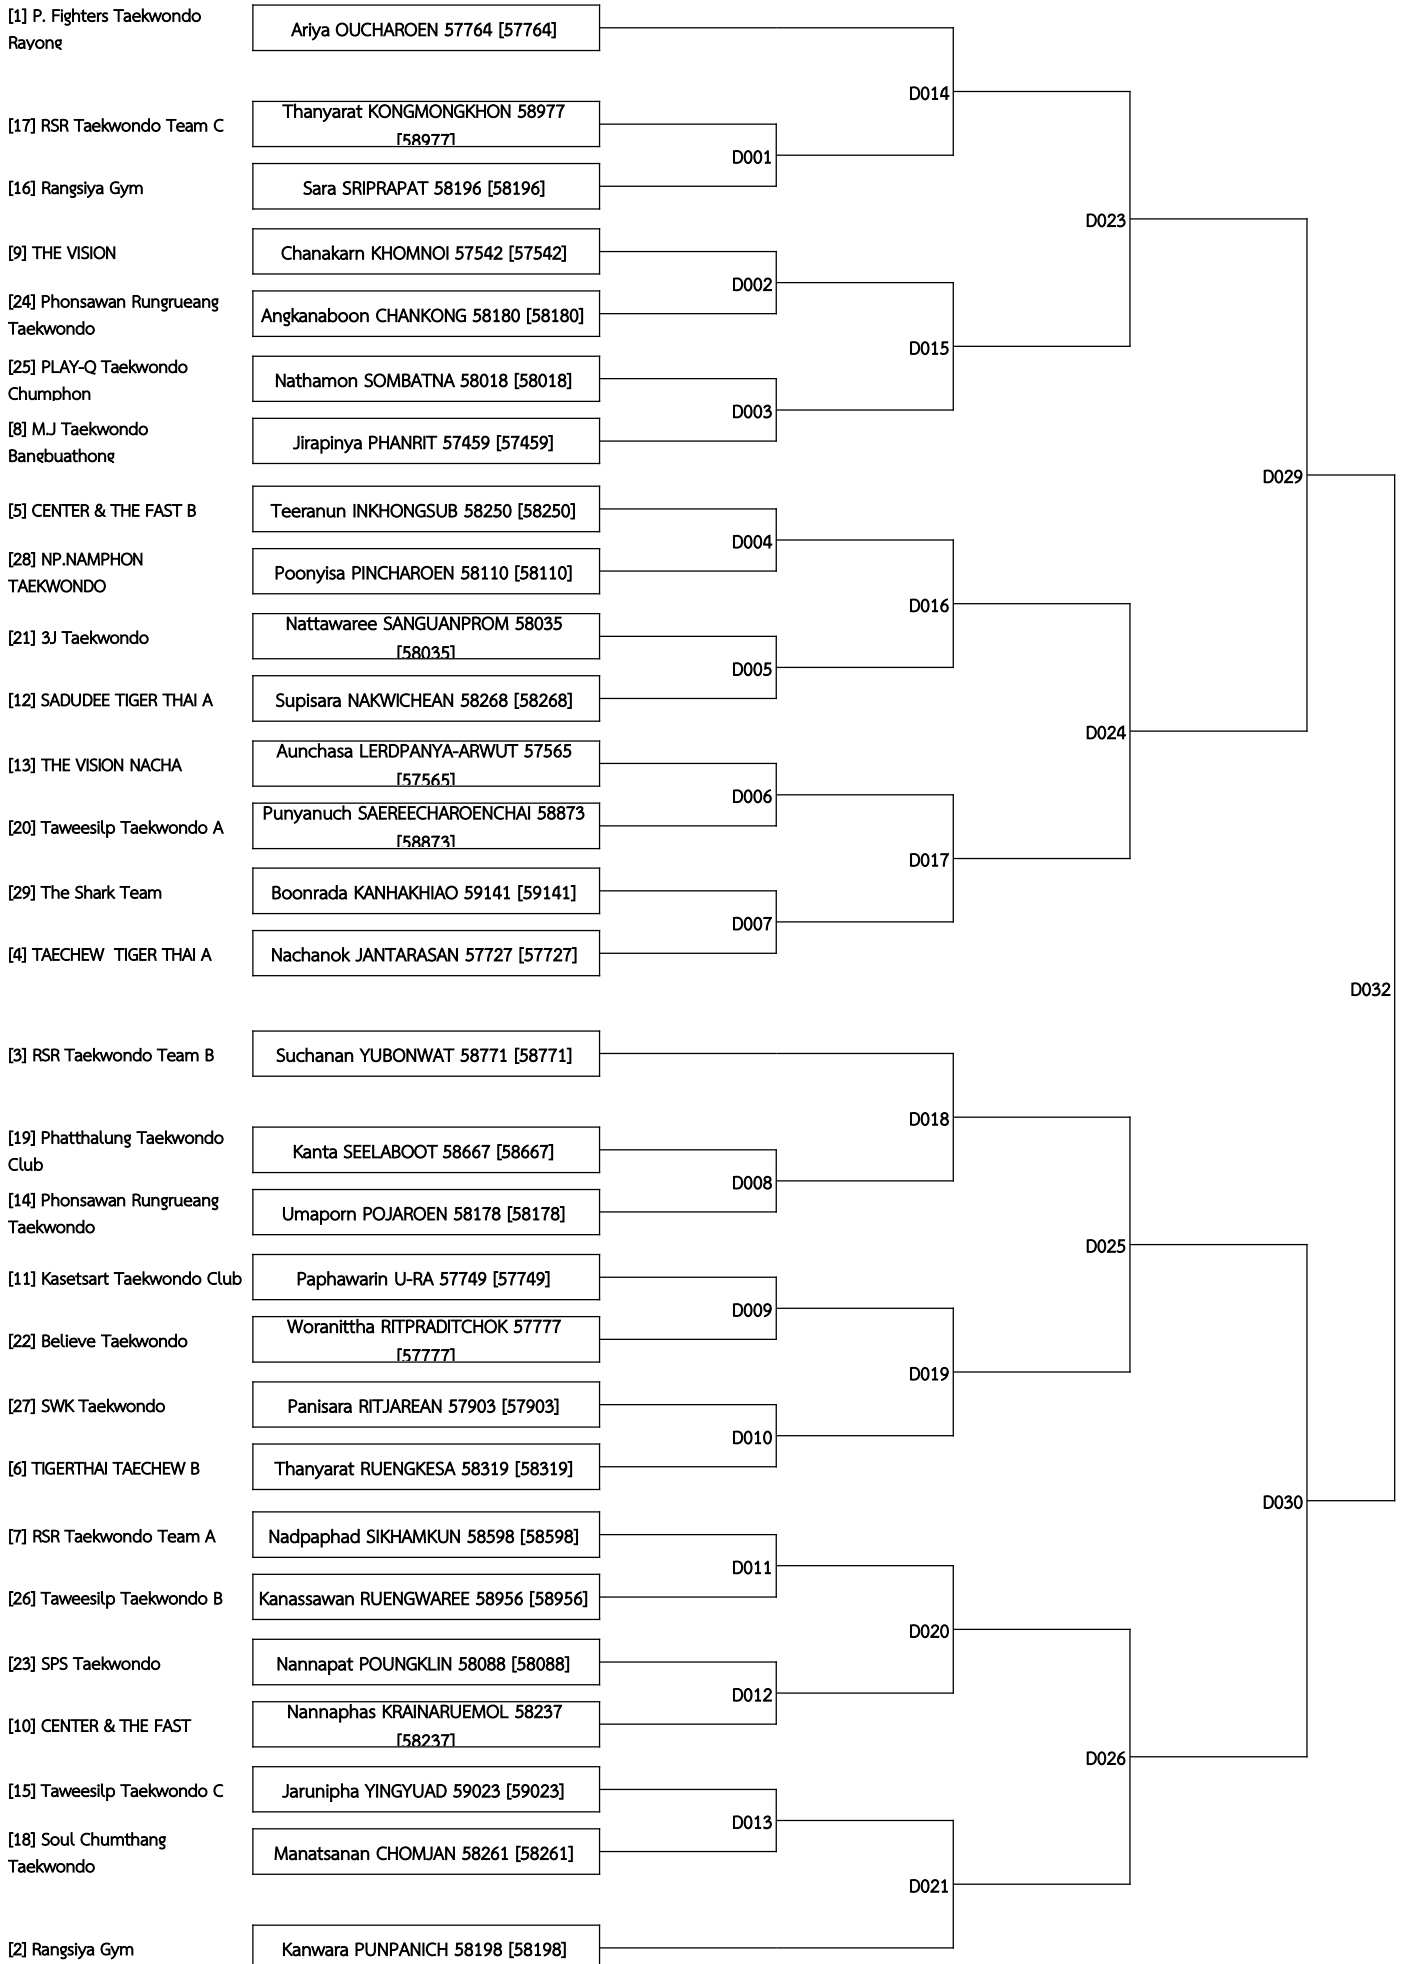 [1] P. Fighters Taekwondo
Rayong
Ariya OUCHAROEN 57764 [57764]
D014
[17] RSR Taekwondo Team C
Thanyarat KONGMONGKHON 58977
[58977]
D001
[16] Rangsiya Gym
Sara SRIPRAPAT 58196 [58196]
D023
[9] THE VISION
Chanakarn KHOMNOI 57542 [57542]
D002
[24] Phonsawan Rungrueang
Taekwondo
Angkanaboon CHANKONG 58180 [58180]
D015
[25] PLAY-Q Taekwondo
Chumphon
Nathamon SOMBATNA 58018 [58018]
D003
[8] M.J Taekwondo
Bangbuathong
Jirapinya PHANRIT 57459 [57459]
D029
[5] CENTER & THE FAST B
Teeranun INKHONGSUB 58250 [58250]
D004
[28] NP.NAMPHON
TAEKWONDO
Poonyisa PINCHAROEN 58110 [58110]
D016
[21] 3J Taekwondo
Nattawaree SANGUANPROM 58035
[58035]
D005
[12] SADUDEE TIGER THAI A
Supisara NAKWICHEAN 58268 [58268]
D024
[13] THE VISION NACHA
Aunchasa LERDPANYA-ARWUT 57565
[57565]
D006
[20] Taweesilp Taekwondo A
Punyanuch SAEREECHAROENCHAI 58873
[58873]
D017
[29] The Shark Team
Boonrada KANHAKHIAO 59141 [59141]
D007
[4] TAECHEW  TIGER THAI A
Nachanok JANTARASAN 57727 [57727]
D032
[3] RSR Taekwondo Team B
Suchanan YUBONWAT 58771 [58771]
D018
[19] Phatthalung Taekwondo
Club
Kanta SEELABOOT 58667 [58667]
D008
[14] Phonsawan Rungrueang
Taekwondo
Umaporn POJAROEN 58178 [58178]
D025
[11] Kasetsart Taekwondo Club
Paphawarin U-RA 57749 [57749]
D009
[22] Believe Taekwondo
Woranittha RITPRADITCHOK 57777
[57777]
D019
[27] SWK Taekwondo
Panisara RITJAREAN 57903 [57903]
D010
[6] TIGERTHAI TAECHEW B
Thanyarat RUENGKESA 58319 [58319]
D030
[7] RSR Taekwondo Team A
Nadpaphad SIKHAMKUN 58598 [58598]
D011
[26] Taweesilp Taekwondo B
Kanassawan RUENGWAREE 58956 [58956]
D020
[23] SPS Taekwondo
Nannapat POUNGKLIN 58088 [58088]
D012
[10] CENTER & THE FAST
Nannaphas KRAINARUEMOL 58237
[58237]
D026
[15] Taweesilp Taekwondo C
Jarunipha YINGYUAD 59023 [59023]
D013
[18] Soul Chumthang
Taekwondo
Manatsanan CHOMJAN 58261 [58261]
D021
[2] Rangsiya Gym
Kanwara PUNPANICH 58198 [58198]